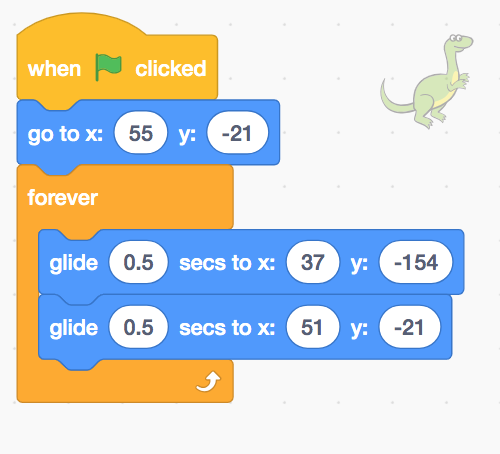 when clicked
go to x: 55 y: -21
forever
glide 0.5 secs to x: 37 y: -154
glide 0.5 secs to x: 51 y: -21